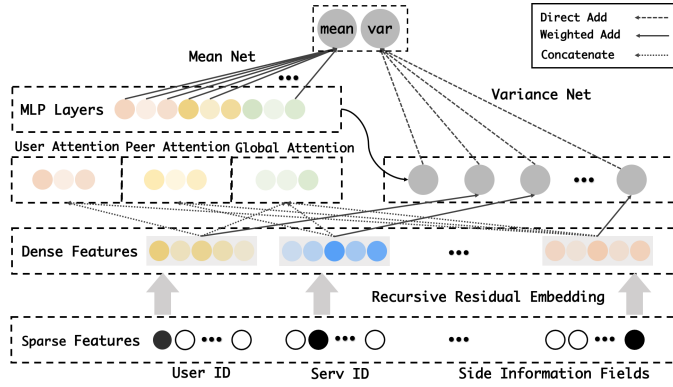 mean var
Direct Add
Weighted Add
Concatenate
Mean Net
•••
Variance Net
MLP Layers
User Attention Peer Attention Global Attention
•••
Dense Features
•••
Recursive Residual Embedding
Sparse Features ••• ••• ••• •••
User ID Serv ID Side Information Fields